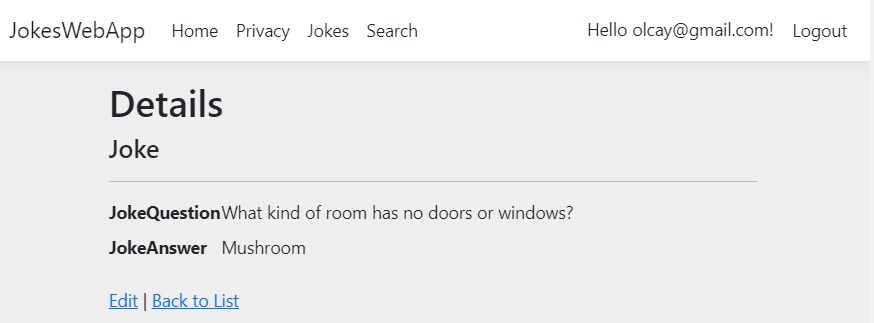 JokesWebApp Home Privacy Jokes Search Hello olcay@gmail.com! Logout
Details
Joke
JokeQuestion What kind of room has no doors or windows?
JokeAnswer Mushroom
Edit | Back to List